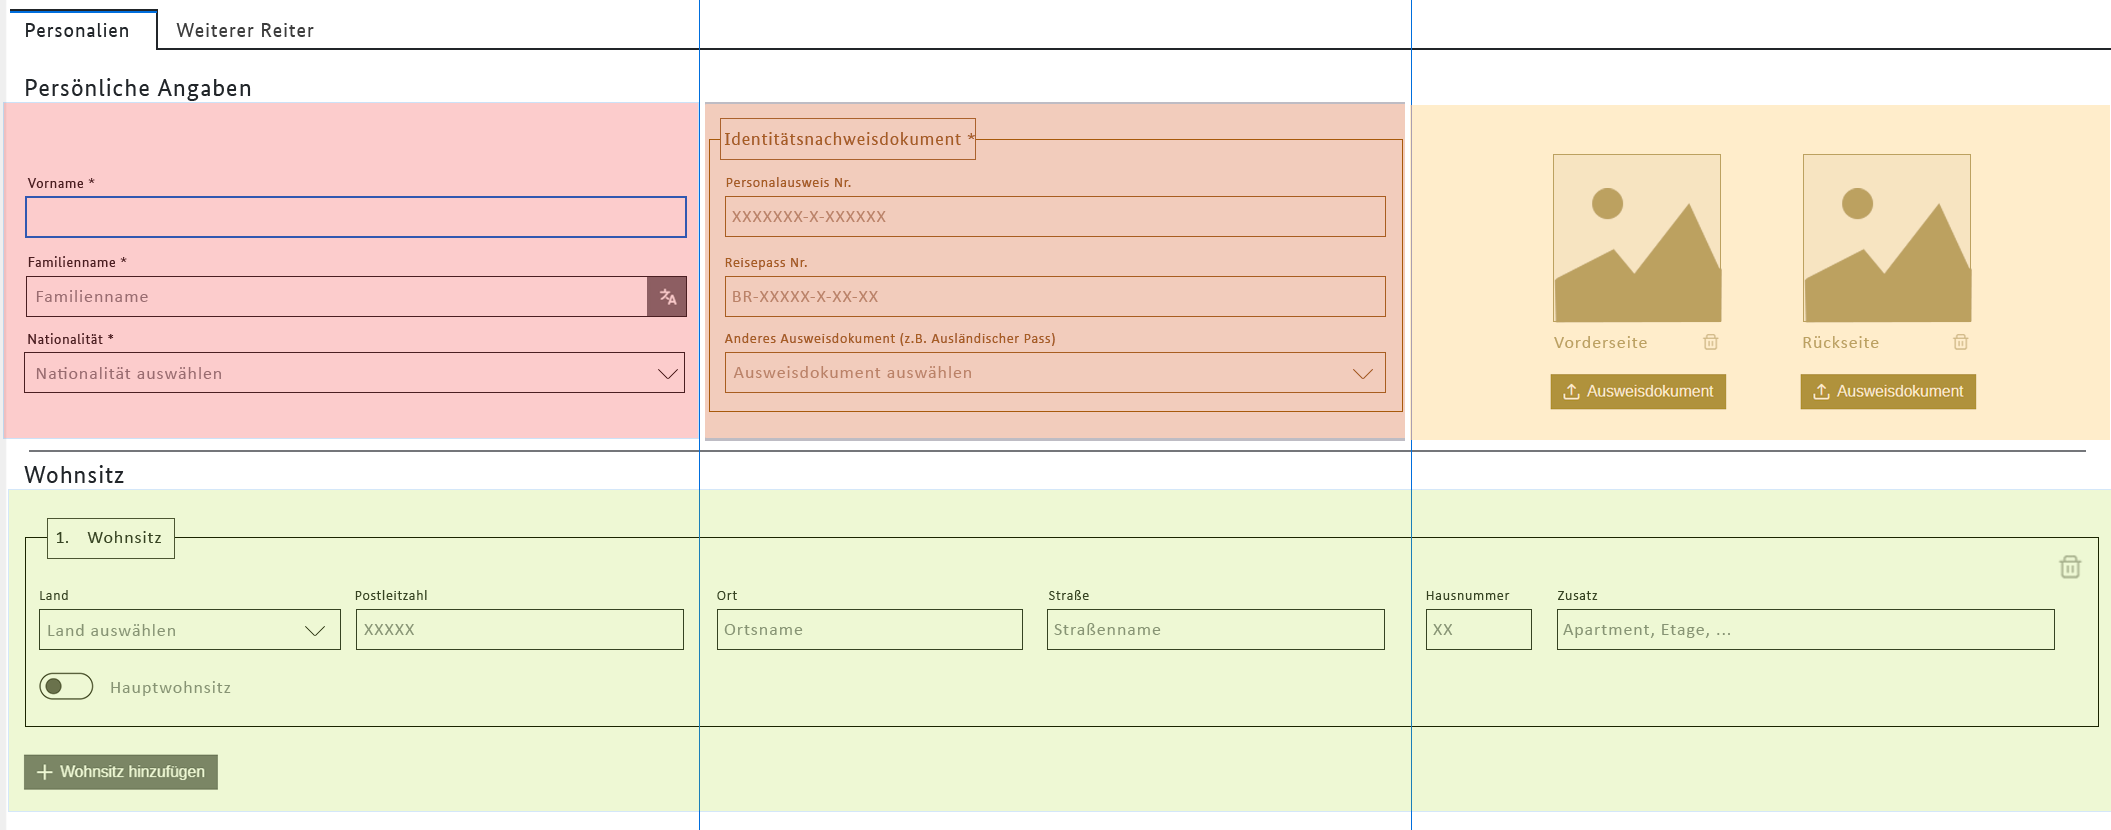 Personalien
Weiterer Reiter
Persönliche Angaben
Vorname *
Familienname *
Familienname
Nationalität *
Nationalität auswählen
Identitätsnachweisdokument *
Personalausweis Nr.
XXXXXXX-X-XXXXXX
Reisepass Nr.
BR-XXXXX-X-XX-XX
Anderes Ausweisdokument (z.B. Ausländischer Pass)
Ausweisdokument auswählen
Vorderseite
Ausweisdokument
Rückseite
Ausweisdokument
Wohnsitz
1. Wohnsitz
Land
Land auswählen
Postleitzahl
XXXXX
Ort
Ortsname
Straße
Straßenname
Hausnummer
XX
Zusatz
Apartment, Etage, ...
Hauptwohnsitz
Wohnsitz hinzufügen